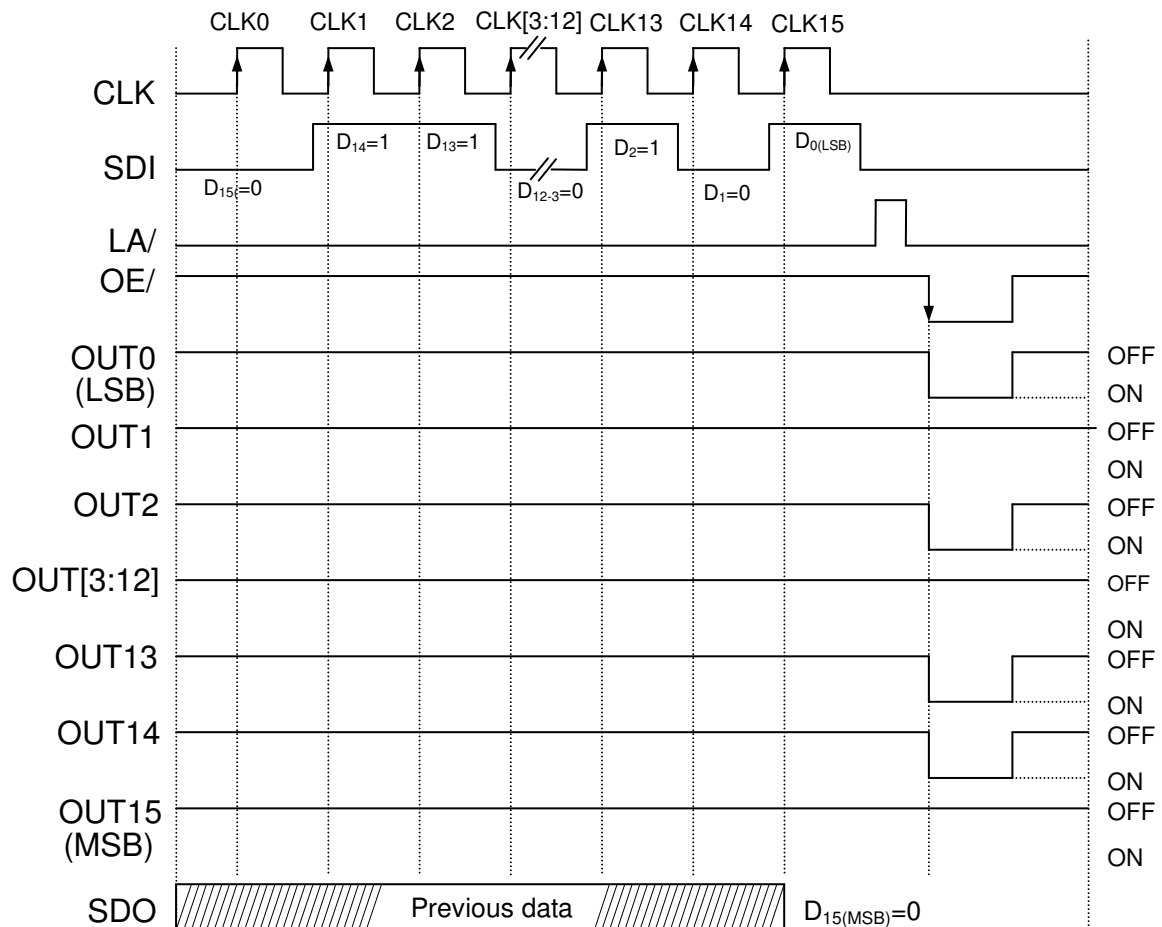 CLK0 CLK1 CLK2 CLK[3:12] CLK13 CLK14 CLK15
CLK
SDI
D14=1 D13=1 D2=1 D0(LSB)
D15(=0 D12-3=0 D1=0
LA/
OE/
OUT0
(LSB)
OFF
ON
OUT1
OFF
ON
OUT2
OFF
ON
OUT[3:12]
OFF
ON
OUT13
OFF
ON
OUT14
OFF
ON
OUT15
(MSB)
OFF
ON
SDO
Previous data
D15(MSB)=0